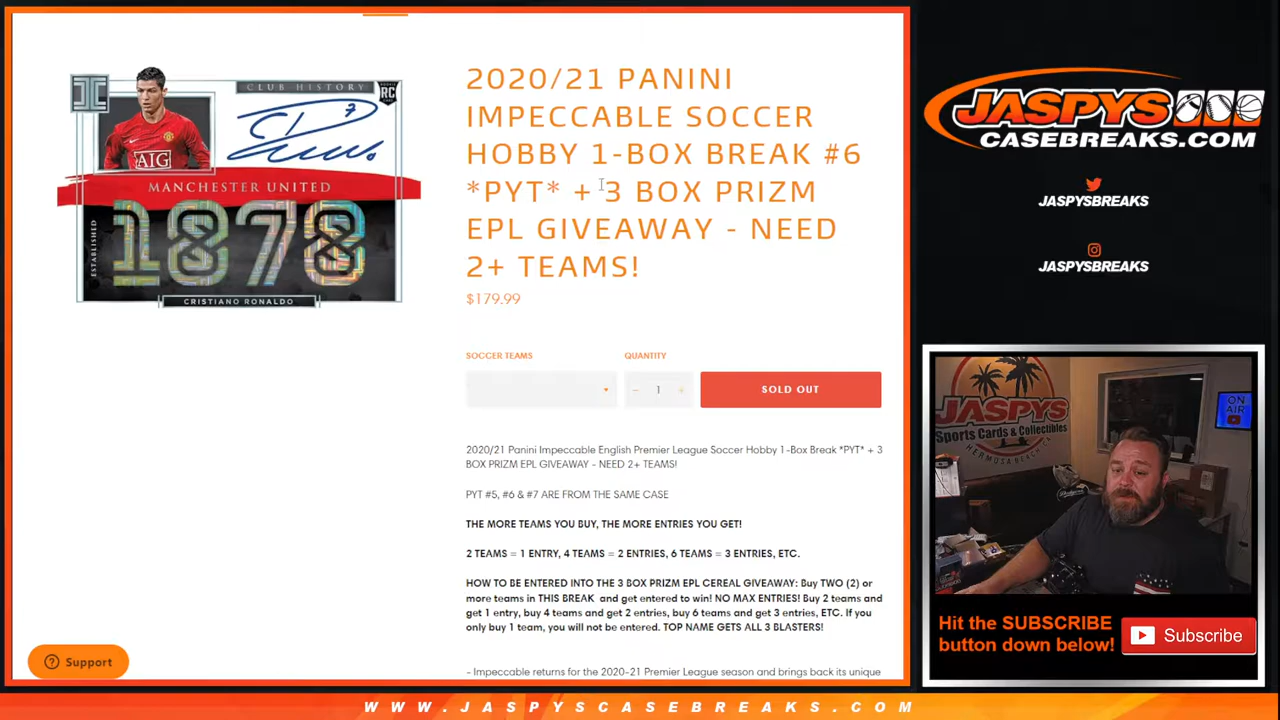 CLUB HISTORY
RC
7
AIG
MANCHESTER UNITED
ESTABLISHED
1878
CRISTIANO RONALDO
2020/21 PANINI
IMPECCABLE SOCCER
HOBBY 1-BOX BREAK #6
*PYT* + 3 BOX PRIZM
EPL GIVEAWAY - NEED
2+ TEAMS!
$179.99
SOCCER TEAMS
QUANTITY
− 1 +
SOLD OUT
2020/21 Panini Impeccable English Premier League Soccer Hobby 1-Box Break *PYT* + 3
BOX PRIZM EPL GIVEAWAY - NEED 2+ TEAMS!
PYT #5, #6 & #7 ARE FROM THE SAME CASE
THE MORE TEAMS YOU BUY, THE MORE ENTRIES YOU GET!
2 TEAMS = 1 ENTRY, 4 TEAMS = 2 ENTRIES, 6 TEAMS = 3 ENTRIES, ETC.
HOW TO BE ENTERED INTO THE 3 BOX PRIZM EPL CEREAL GIVEAWAY: Buy TWO (2) or
more teams in THIS BREAK and get entered to win! NO MAX ENTRIES! Buy 2 teams and
get 1 entry, buy 4 teams and get 2 entries, buy 6 teams and get 3 entries, ETC. If you
only buy 1 team, you will not be entered. TOP NAME GETS ALL 3 BLASTERS!
- Impeccable returns for the 2020-21 Premier League season and brings back its unique
Support
JASPYS
CASEBREAKS.COM
JASPYSBREAKS
JASPYSBREAKS
JASPYS
Sports Cards & Collectibles
HERMOSA BEACH CA
ON
AIR
Hit the SUBSCRIBE
button down below!
Subscribe
WWW.JASPYSCASEBREAKS.COM